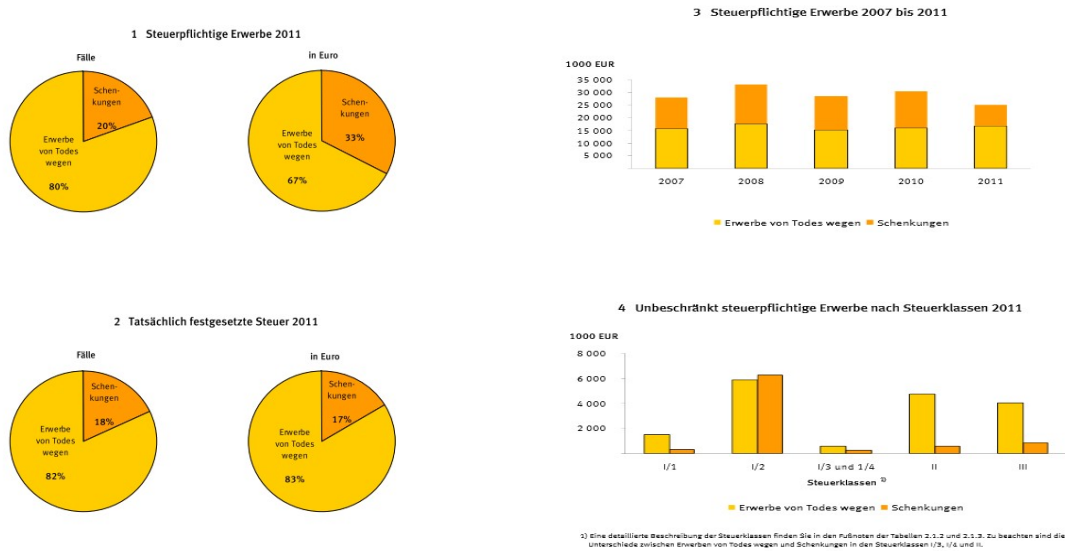 1 Steuerpflichtige Erwerbe 2011
Fälle
Schen-
kungen
20%
Erwerbe
von Todes
wegen
80%
in Euro
Schen-
kungen
33%
Erwerbe
von Todes
wegen
67%
2 Tatsächlich festgesetzte Steuer 2011
Fälle
Schen-
kungen
18%
Erwerbe
von Todes
wegen
82%
in Euro
Schen-
kungen
17%
Erwerbe
von Todes
wegen
83%
3 Steuerpflichtige Erwerbe 2007 bis 2011
1000 EUR
35 000
30 000
25 000
20 000
15 000
10 000
5 000
2007 2008 2009 2010 2011
Erwerbe von Todes wegen Schenkungen
4 Unbeschränkt steuerpflichtige Erwerbe nach Steuerklassen 2011
1000 EUR
8 000
6 000
4 000
2 000
I/1 I/2 I/3 und 1/4 II III
Steuerklassen 1)
Erwerbe von Todes wegen Schenkungen
1) Eine detaillierte Beschreibung der Steuerklassen finden Sie in den Fußnoten der Tabellen 2.1.2 und 2.1.3. Zu beachten sind die
Unterschiede zwischen Erwerben von Todes wegen und Schenkungen in den Steuerklassen I/3, I/4 und II.